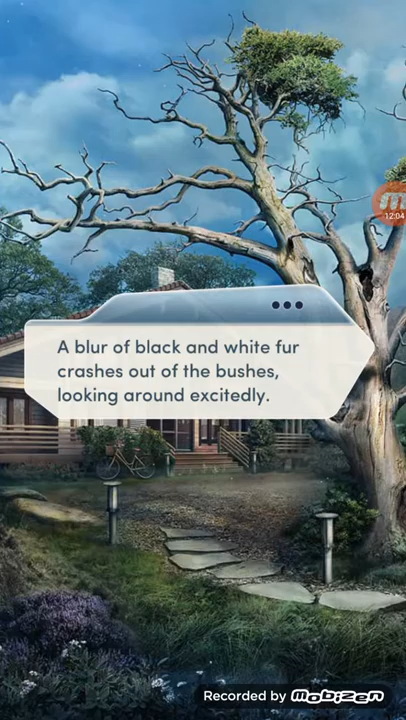 12:04
A blur of black and white fur
crashes out of the bushes,
looking around excitedly.
Recorded by mobizen